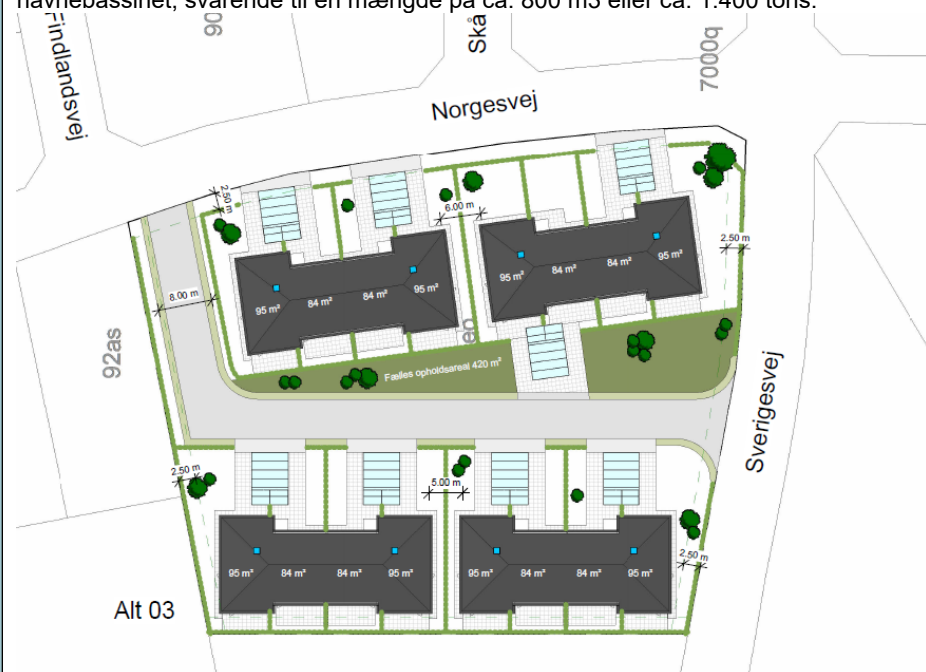 havnebassinet, svarende til en mængde på ca. 800 m3 eller ca. 1.400 tons.
Findlandsvej
90
Skå
7000q
Norgesvej
2.50 m
6.00 m
2.50 m
8.00 m
95 m²
84 m²
84 m²
95 m²
95 m²
84 m²
84 m²
95 m²
92as
en
Fælles opholdsareal 420 m²
Sverigesvej
2.50 m
5.00 m
2.50 m
95 m²
84 m²
84 m²
95 m²
95 m²
84 m²
84 m²
95 m²
Alt 03